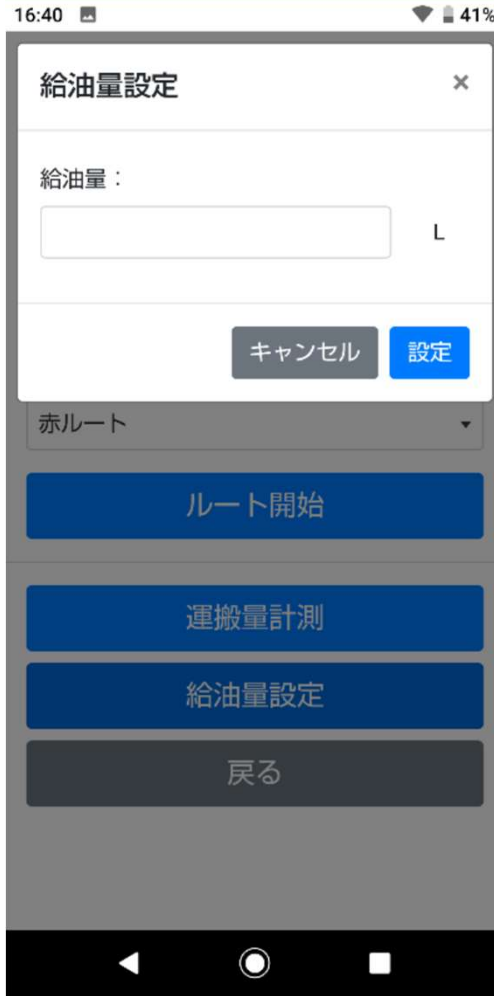 16:40 41%
給油量設定 ×
給油量：
L
キャンセル 設定
赤ルート
ルート開始
運搬量計測
給油量設定
戻る